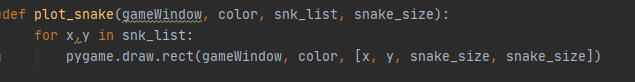 def plot_snake(gameWindow, color, snk_list, snake_size):
    for x,y in snk_list:
        pygame.draw.rect(gameWindow, color, [x, y, snake_size, snake_size])